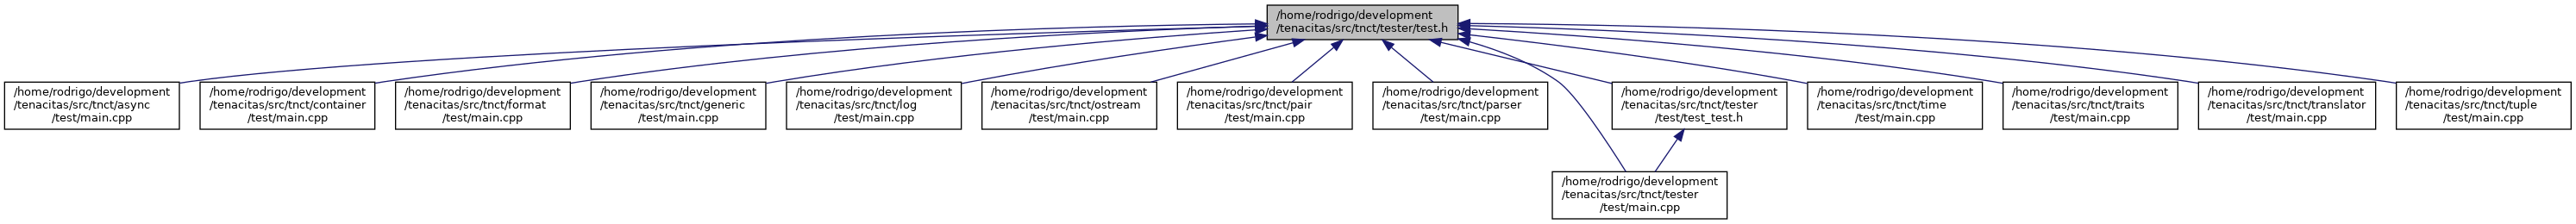 /home/rodrigo/development
/tenacitas/src/tnct/tester/test.h
/home/rodrigo/development
/tenacitas/src/tnct/async
/test/main.cpp
/home/rodrigo/development
/tenacitas/src/tnct/container
/test/main.cpp
/home/rodrigo/development
/tenacitas/src/tnct/format
/test/main.cpp
/home/rodrigo/development
/tenacitas/src/tnct/generic
/test/main.cpp
/home/rodrigo/development
/tenacitas/src/tnct/log
/test/main.cpp
/home/rodrigo/development
/tenacitas/src/tnct/ostream
/test/main.cpp
/home/rodrigo/development
/tenacitas/src/tnct/pair
/test/main.cpp
/home/rodrigo/development
/tenacitas/src/tnct/parser
/test/main.cpp
/home/rodrigo/development
/tenacitas/src/tnct/tester
/test/test_test.h
/home/rodrigo/development
/tenacitas/src/tnct/time
/test/main.cpp
/home/rodrigo/development
/tenacitas/src/tnct/traits
/test/main.cpp
/home/rodrigo/development
/tenacitas/src/tnct/translator
/test/main.cpp
/home/rodrigo/development
/tenacitas/src/tnct/tuple
/test/main.cpp
/home/rodrigo/development
/tenacitas/src/tnct/tester
/test/main.cpp